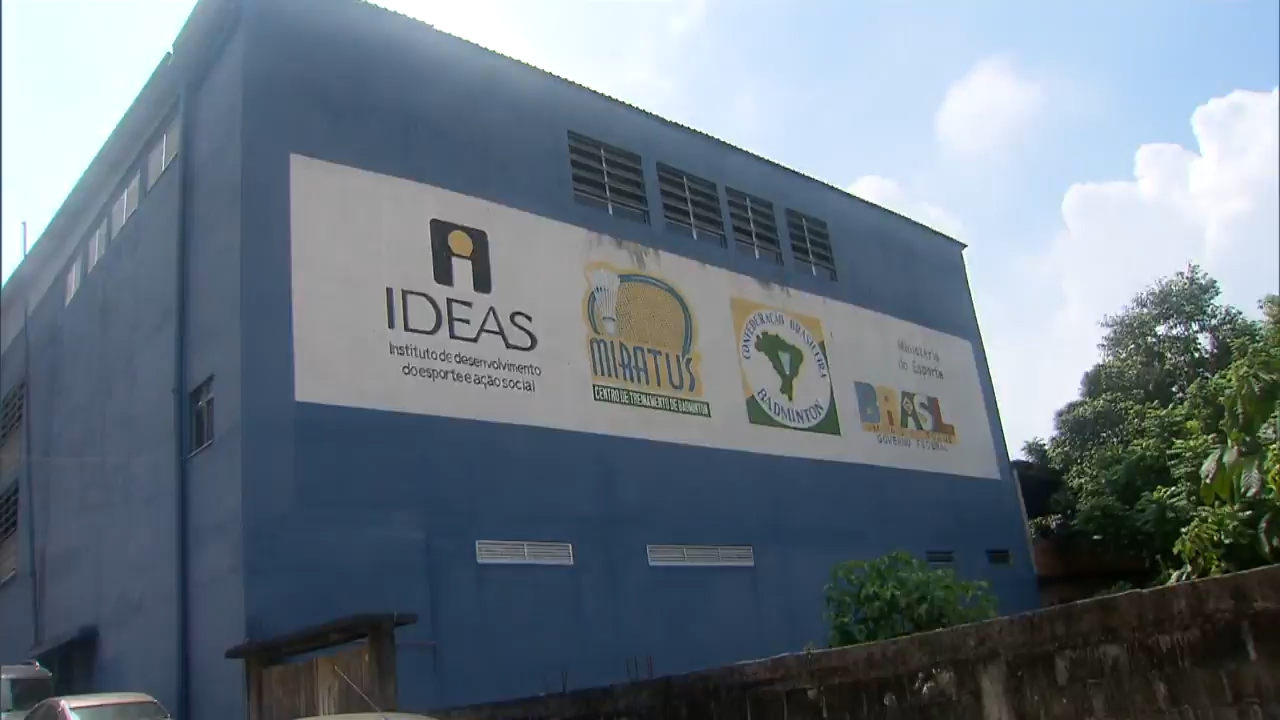 IDEAS
Instituto de desenvolvimento
do esporte e ação social
MIRATUS
CENTRO DE TREINAMENTO DE BADMINTON
CONFEDERAÇÃO BRASILEIRA
BADMINTON
Ministério
do Esporte
BRASIL
GOVERNO FEDERAL